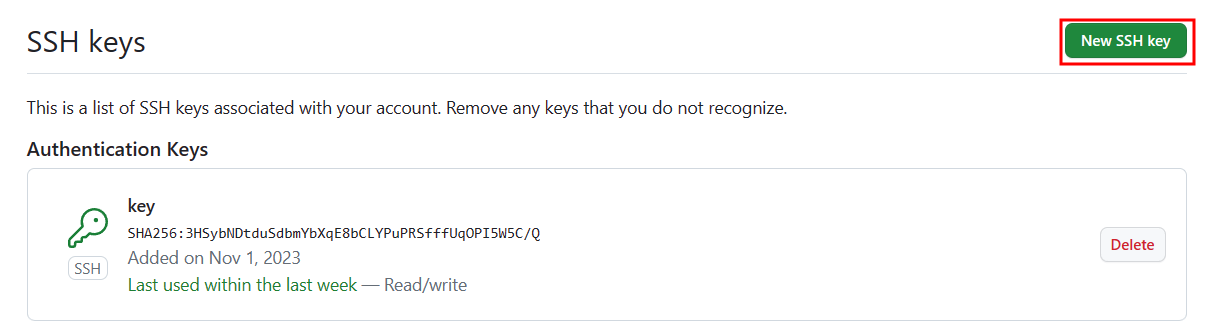 SSH keys
New SSH key
This is a list of SSH keys associated with your account. Remove any keys that you do not recognize.
Authentication Keys
key
SHA256:3HSybNDtduSdbmYbXqE8bCLYPuPRSfffUqOPI5W5C/Q
Added on Nov 1, 2023
Last used within the last week — Read/write
SSH
Delete